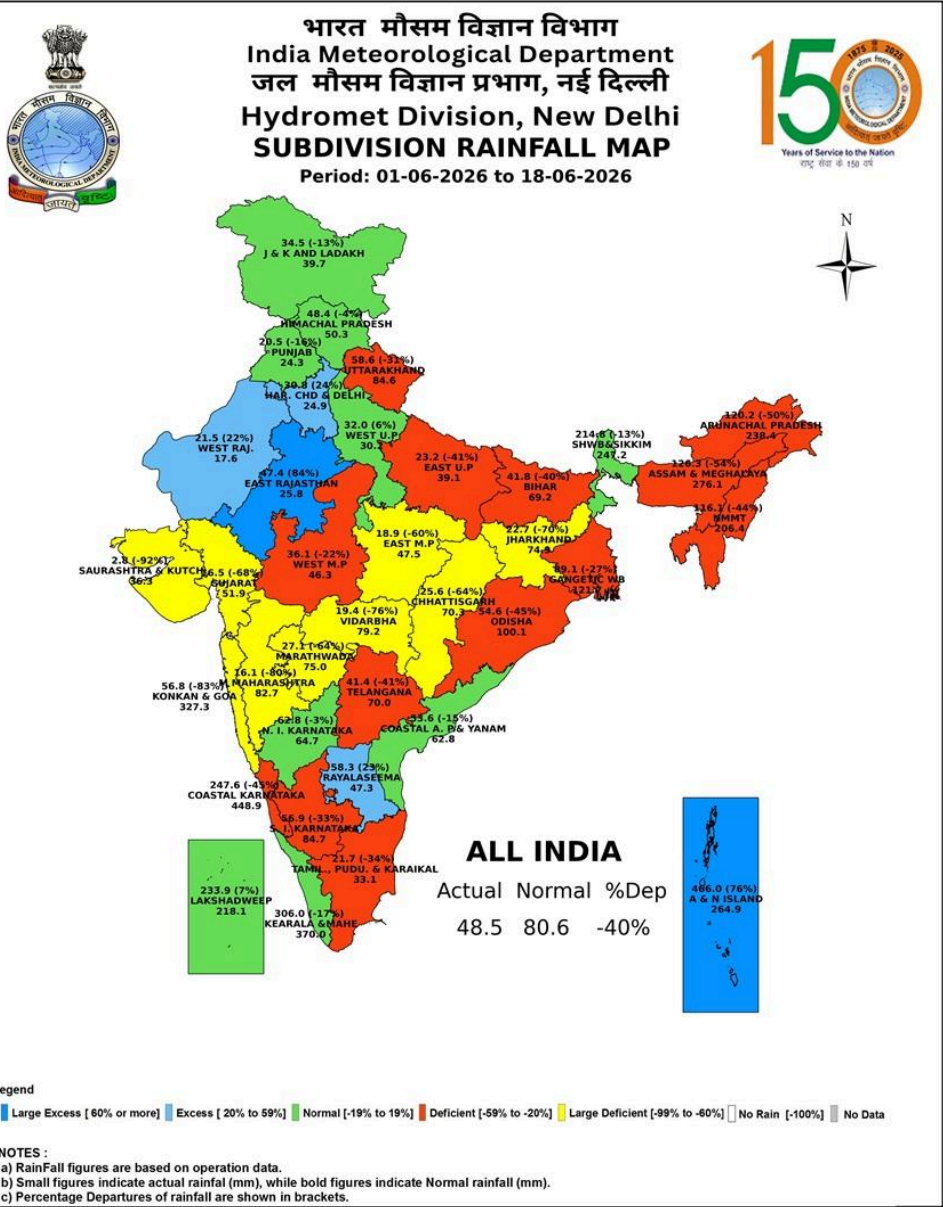 भारत मौसम विज्ञान विभाग
India Meteorological Department
जल मौसम विज्ञान प्रभाग, नई दिल्ली
Hydromet Division, New Delhi
SUBDIVISION RAINFALL MAP
Period: 01-06-2026 to 18-06-2026
सत्यमेव जयते
भारत मौसम विज्ञान विभाग
INDIA METEOROLOGICAL DEPARTMENT
आदित्यात् जायते वृष्टि
150
1875 2025
Years of Service to the Nation
राष्ट्र सेवा के 150 वर्ष
N
34.5 (-13%)
J & K AND LADAKH
39.7
48.4 (-4%)
HIMACHAL PRADESH
50.3
20.5 (-16%)
PUNJAB
24.3
58.6 (-31%)
UTTARAKHAND
84.6
30.8 (24%)
HAR. CHD & DELHI
24.9
21.5 (22%)
WEST RAJ.
17.6
32.0 (6%)
WEST U.P
30.2
47.4 (84%)
EAST RAJASTHAN
25.8
23.2 (-41%)
EAST U.P
39.1
41.8 (-40%)
BIHAR
69.2
214.8 (-13%)
SHWB&SIKKIM
247.2
120.2 (-50%)
ARUNACHAL PRADESH
238.4
126.3 (-54%)
ASSAM & MEGHALAYA
276.1
116.1 (-44%)
NMMT
206.4
2.8 (-92%)
SAURASHTRA & KUTCH
36.3
(-68%)
GUJARAT
51.9
36.1 (-22%)
WEST M.P
46.3
18.9 (-60%)
EAST M.P
47.5
22.7 (-70%)
JHARKHAND
74.9
89.1 (-27%)
GANGETIC WB
25.6 (-64%)
CHHATTISGARH
70.3
54.6 (-45%)
ODISHA
100.1
19.4 (-76%)
VIDARBHA
79.2
27.1 (-64%)
MARATHWADA
75.0
16.1 (-80%)
M MAHARASHTRA
82.7
56.8 (-83%)
KONKAN & GOA
327.3
41.4 (-41%)
TELANGANA
70.0
62.8 (-3%)
N. I. KARNATAKA
64.7
53.6 (-15%)
COASTAL A. P & YANAM
62.8
58.3 (23%)
RAYALASEEMA
47.3
247.6 (-45%)
COASTAL KARNATAKA
448.9
56.9 (-33%)
S. I. KARNATAKA
84.7
21.7 (-34%)
TAMIL., PUDU. & KARAIKAL
33.1
306.0 (-17%)
KEARALA &MAHE
370.0
233.9 (7%)
LAKSHADWEEP
218.1
466.0 (76%)
A & N ISLAND
264.9
ALL INDIA
Actual Normal %Dep
48.5 80.6 -40%
egend
Large Excess [ 60% or more] Excess [ 20% to 59%] Normal [-19% to 19%] Deficient [-59% to -20%] Large Deficient [-99% to -60%] No Rain [-100%] No Data
NOTES :
a) RainFall figures are based on operation data.
b) Small figures indicate actual rainfal (mm), while bold figures indicate Normal rainfall (mm).
c) Percentage Departures of rainfall are shown in brackets.